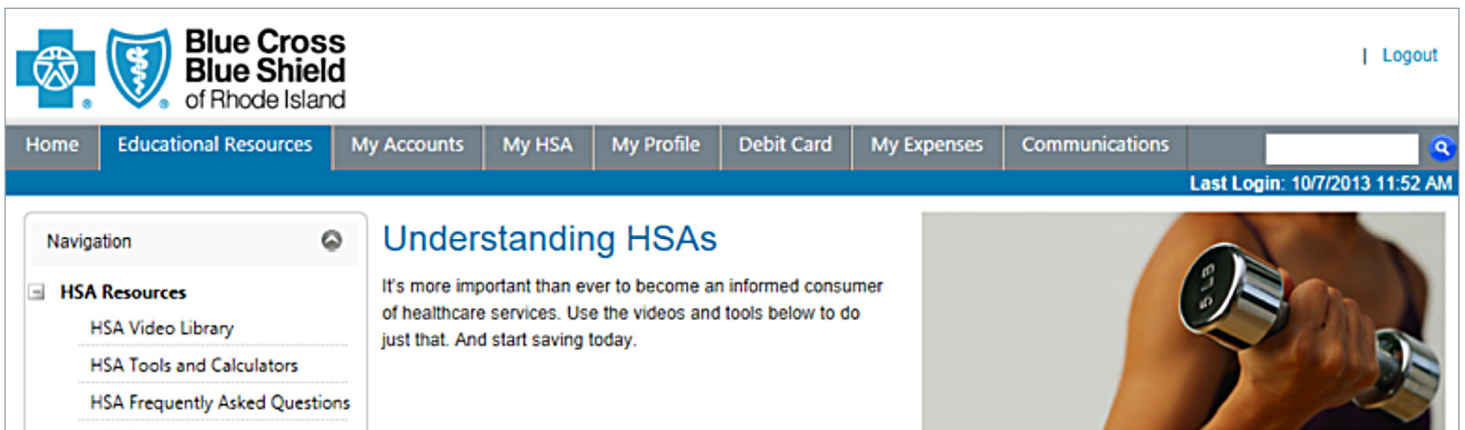 Blue Cross
Blue Shield
of Rhode Island
| Logout
Home Educational Resources My Accounts My HSA My Profile Debit Card My Expenses Communications
Last Login: 10/7/2013 11:52 AM
Navigation
HSA Resources
HSA Video Library
HSA Tools and Calculators
HSA Frequently Asked Questions
Understanding HSAs
It's more important than ever to become an informed consumer
of healthcare services. Use the videos and tools below to do
just that. And start saving today.